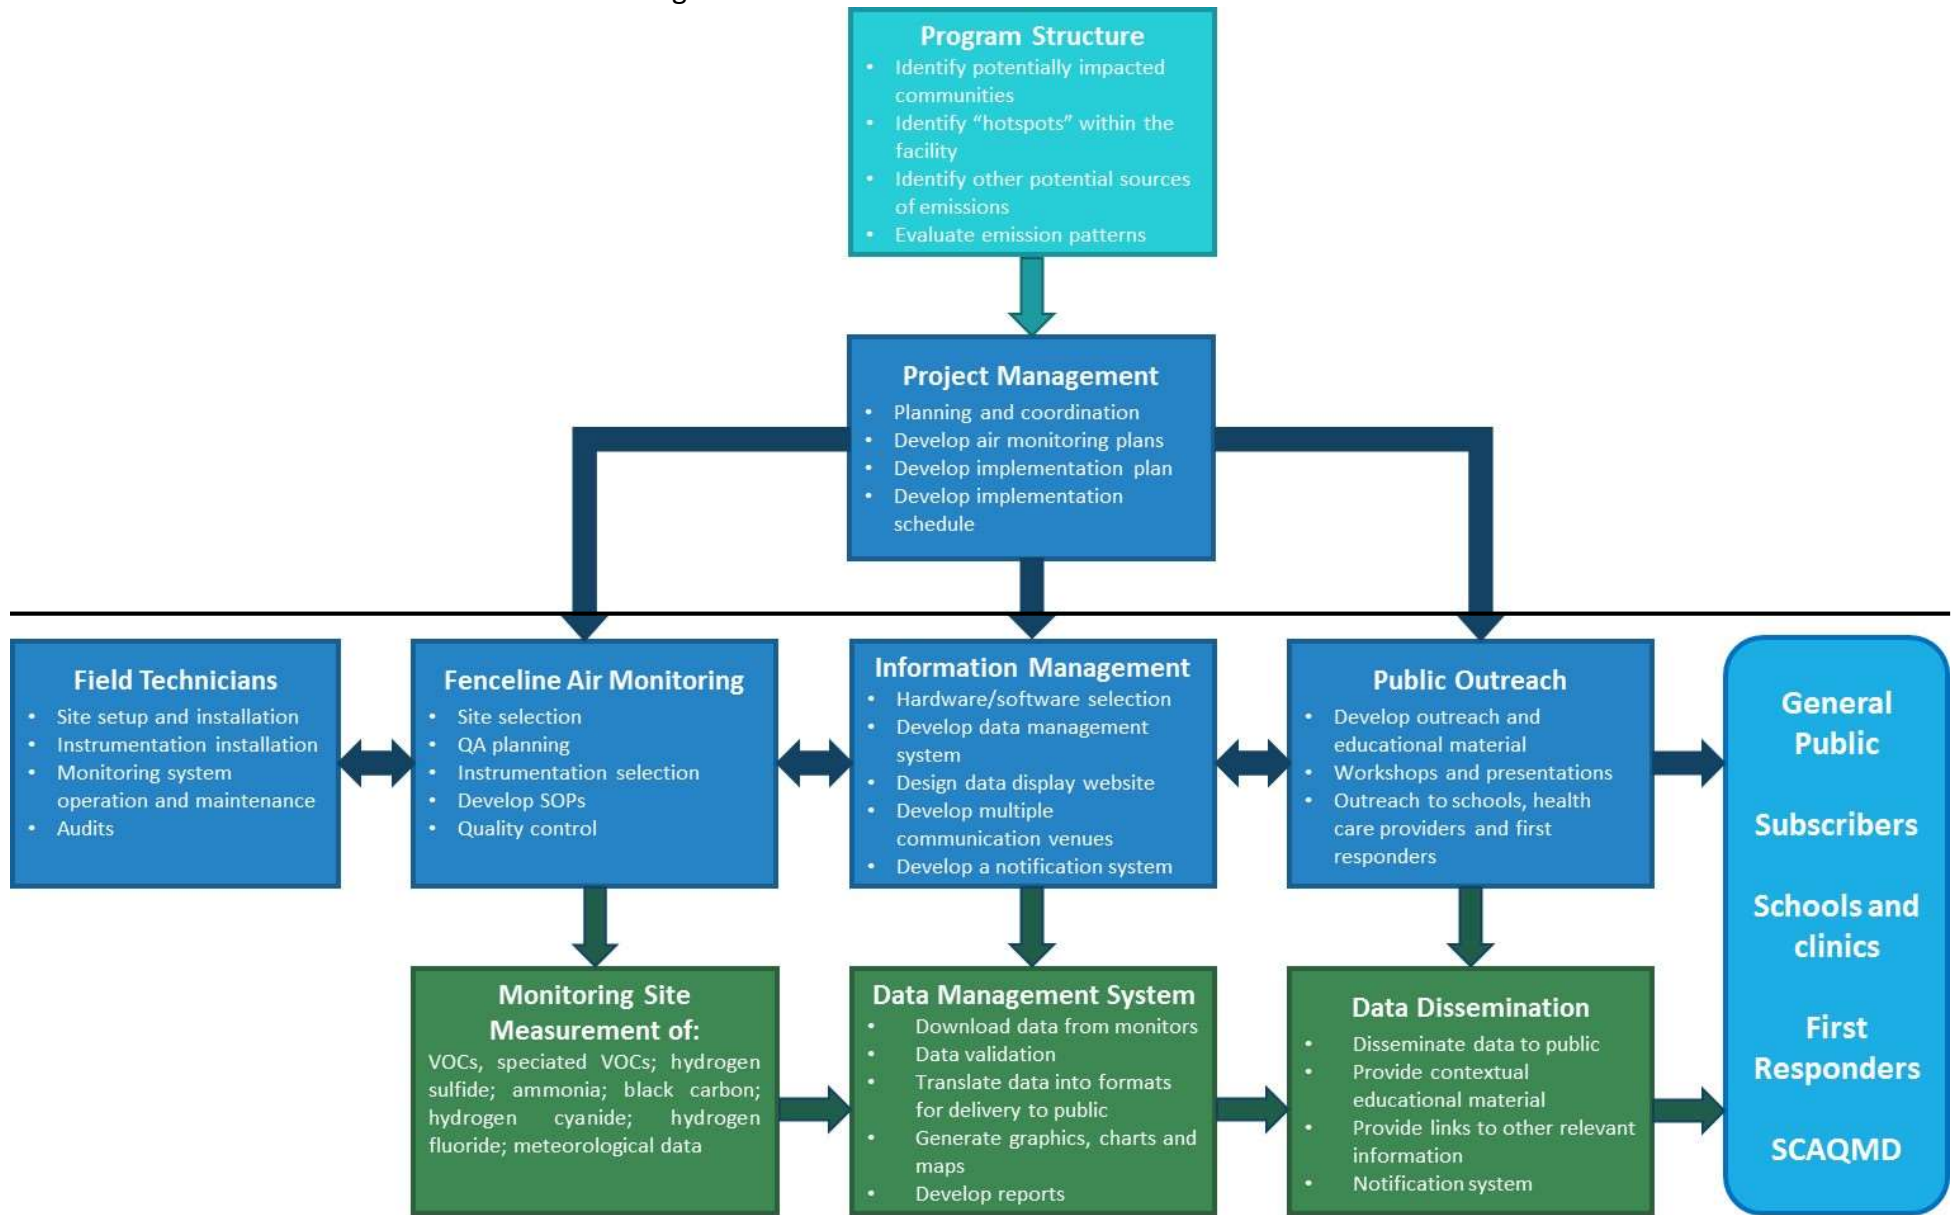 Program Structure
• Identify potentially impacted
communities
• Identify “hotspots” within the
facility
• Identify other potential sources
of emissions
• Evaluate emission patterns
Project Management
• Planning and coordination
• Develop air monitoring plans
• Develop implementation plan
• Develop implementation
schedule
Field Technicians
• Site setup and installation
• Instrumentation installation
• Monitoring system
operation and maintenance
• Audits
Fenceline Air Monitoring
• Site selection
• QA planning
• Instrumentation selection
• Develop SOPs
• Quality control
Information Management
• Hardware/software selection
• Develop data management
system
• Design data display website
• Develop multiple
communication venues
• Develop a notification system
Public Outreach
• Develop outreach and
educational material
• Workshops and presentations
• Outreach to schools, health
care providers and first
responders
General
Public
Subscribers
Schools and
clinics
First
Responders
SCAQMD
Monitoring Site
Measurement of:
VOCs, speciated VOCs; hydrogen
sulfide; ammonia; black carbon;
hydrogen cyanide; hydrogen
fluoride; meteorological data
Data Management System
• Download data from monitors
• Data validation
• Translate data into formats
for delivery to public
• Generate graphics, charts and
maps
• Develop reports
Data Dissemination
• Disseminate data to public
• Provide contextual
educational material
• Provide links to other relevant
information
• Notification system